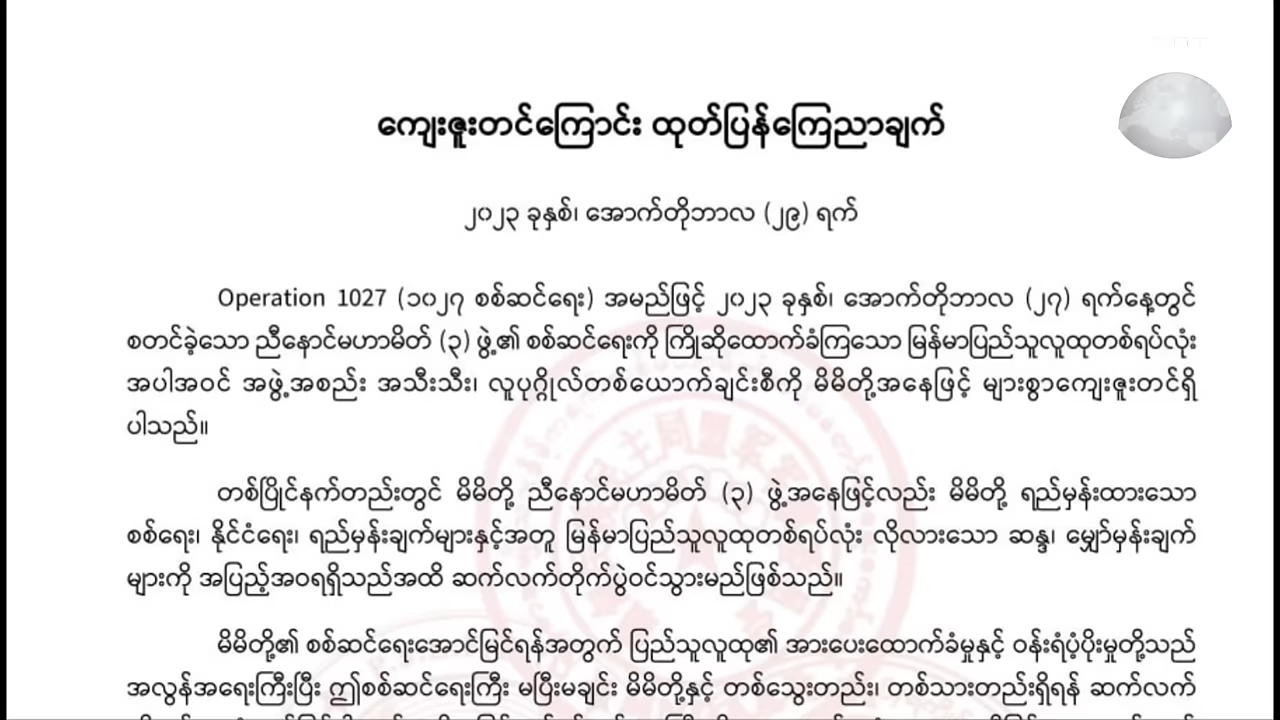 ကျေးဇူးတင်ကြောင်း ထုတ်ပြန်ကြေညာချက်
၂၀၂၃ ခုနှစ်၊ အောက်တိုဘာလ (၂၉) ရက်
Operation 1027 (၁၀၂၇ စစ်ဆင်ရေး) အမည်ဖြင့် ၂၀၂၃ ခုနှစ်၊ အောက်တိုဘာလ (၂၇) ရက်နေ့တွင်
စတင်ခဲ့သော ညီနောင်မဟာမိတ် (၃) ဖွဲ့၏ စစ်ဆင်ရေးကို ကြိုဆိုထောက်ခံကြသော မြန်မာပြည်သူလူထုတစ်ရပ်လုံး
အပါအဝင် အဖွဲ့အစည်း အသီးသီး၊ လူပုဂ္ဂိုလ်တစ်ယောက်ချင်းစီကို မိမိတို့အနေဖြင့် များစွာကျေးဇူးတင်ရှိ
ပါသည်။
တစ်ပြိုင်နက်တည်းတွင် မိမိတို့ ညီနောင်မဟာမိတ် (၃) ဖွဲ့အနေဖြင့်လည်း မိမိတို့ ရည်မှန်းထားသော
စစ်ရေး၊ နိုင်ငံရေး၊ ရည်မှန်းချက်များနှင့်အတူ မြန်မာပြည်သူလူထုတစ်ရပ်လုံး လိုလားသော ဆန္ဒ၊ မျှော်မှန်းချက်
များကို အပြည့်အဝရရှိသည်အထိ ဆက်လက်တိုက်ပွဲဝင်သွားမည်ဖြစ်သည်။
မိမိတို့၏ စစ်ဆင်ရေးအောင်မြင်ရန်အတွက် ပြည်သူလူထု၏ အားပေးထောက်ခံမှုနှင့် ဝန်းရံပံ့ပိုးမှုတို့သည်
အလွန်အရေးကြီးပြီး ဤစစ်ဆင်ရေးကြီး မပြီးမချင်း မိမိတို့နှင့် တစ်သွေးတည်း၊ တစ်သားတည်းရှိရန် ဆက်လက်